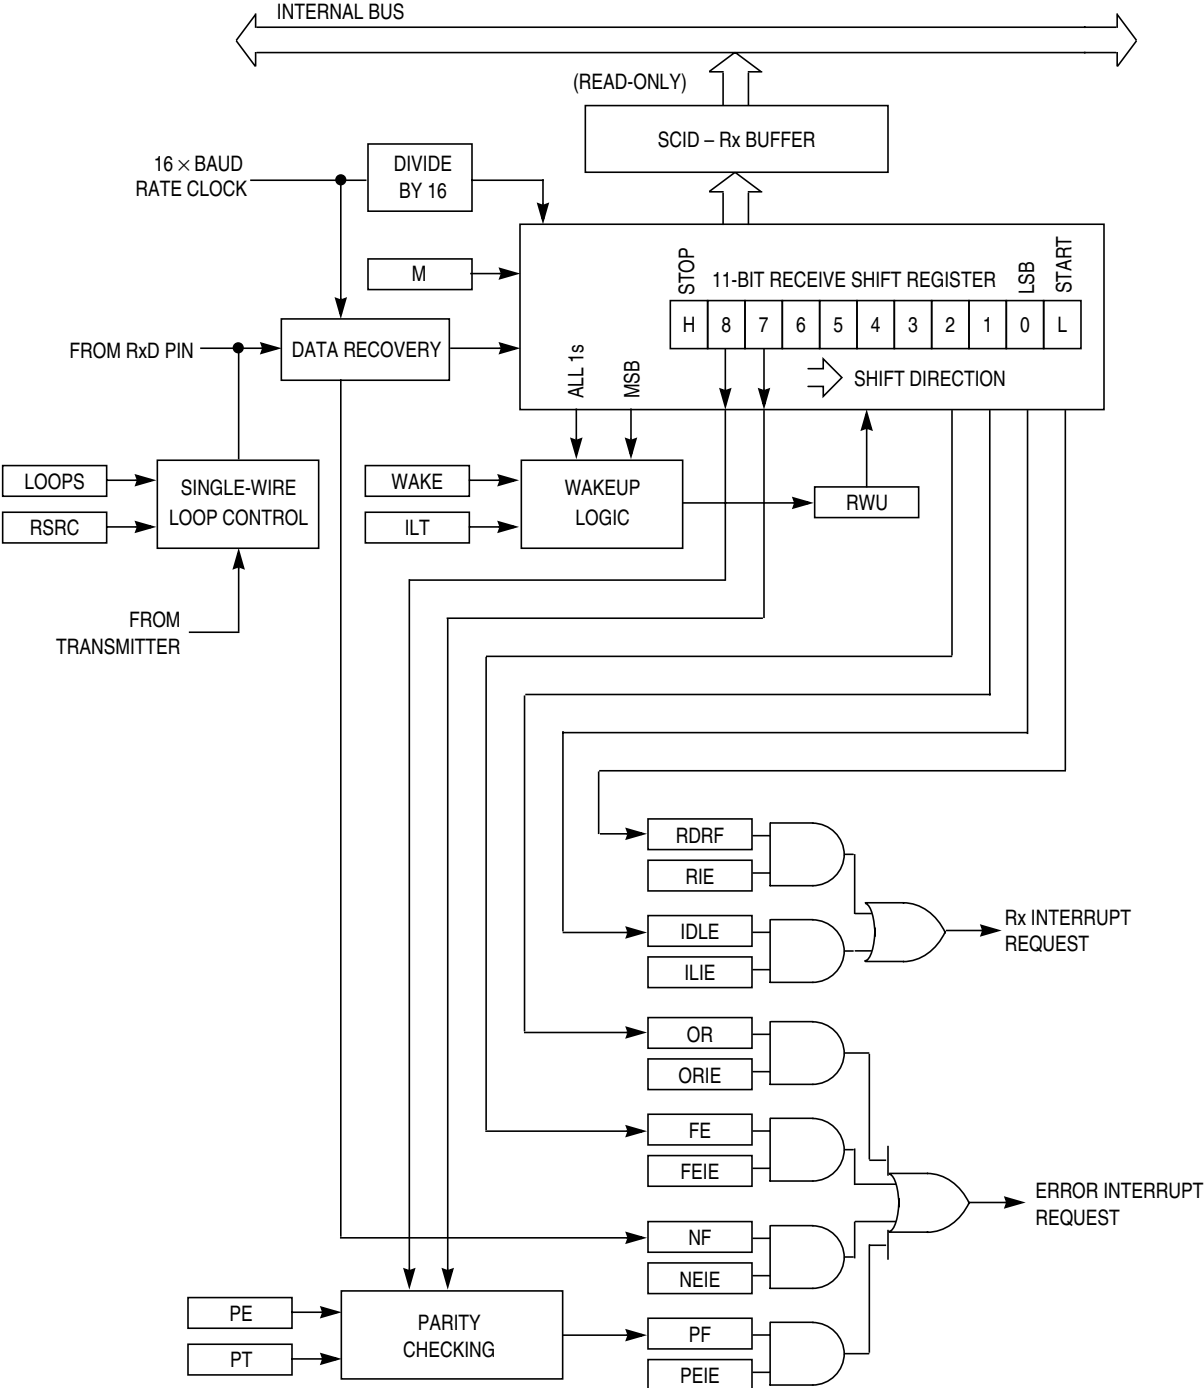 INTERNAL BUS
(READ-ONLY)
SCID – Rx BUFFER
16 × BAUD
RATE CLOCK
DIVIDE
BY 16
M
STOP
11-BIT RECEIVE SHIFT REGISTER
LSB
START
H 8 7 6 5 4 3 2 1 0 L
FROM RxD PIN
DATA RECOVERY
SHIFT DIRECTION
ALL 1s
MSB
LOOPS
RSRC
SINGLE-WIRE
LOOP CONTROL
WAKE
ILT
WAKEUP
LOGIC
RWU
FROM
TRANSMITTER
RDRF
RIE
IDLE
ILIE
Rx INTERRUPT
REQUEST
OR
ORIE
FE
FEIE
ERROR INTERRUPT
REQUEST
NF
NEIE
PE
PT
PARITY
CHECKING
PF
PEIE